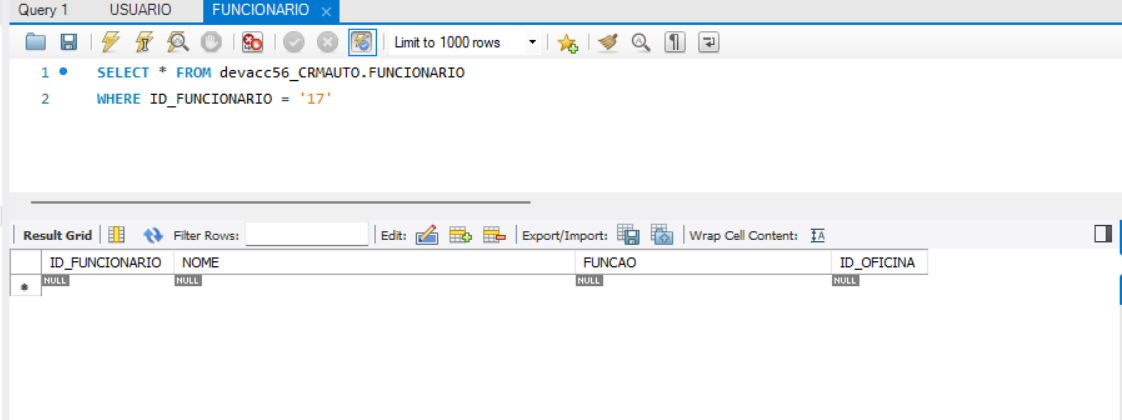 Query 1 USUARIO FUNCIONARIO
Limit to 1000 rows
1 SELECT * FROM devacc56_CRMAUTO.FUNCIONARIO
2 WHERE ID_FUNCIONARIO = '17'
Result Grid Filter Rows: Edit: Export/Import: Wrap Cell Content:
ID_FUNCIONARIO NOME FUNCAO ID_OFICINA
NULL NULL NULL NULL